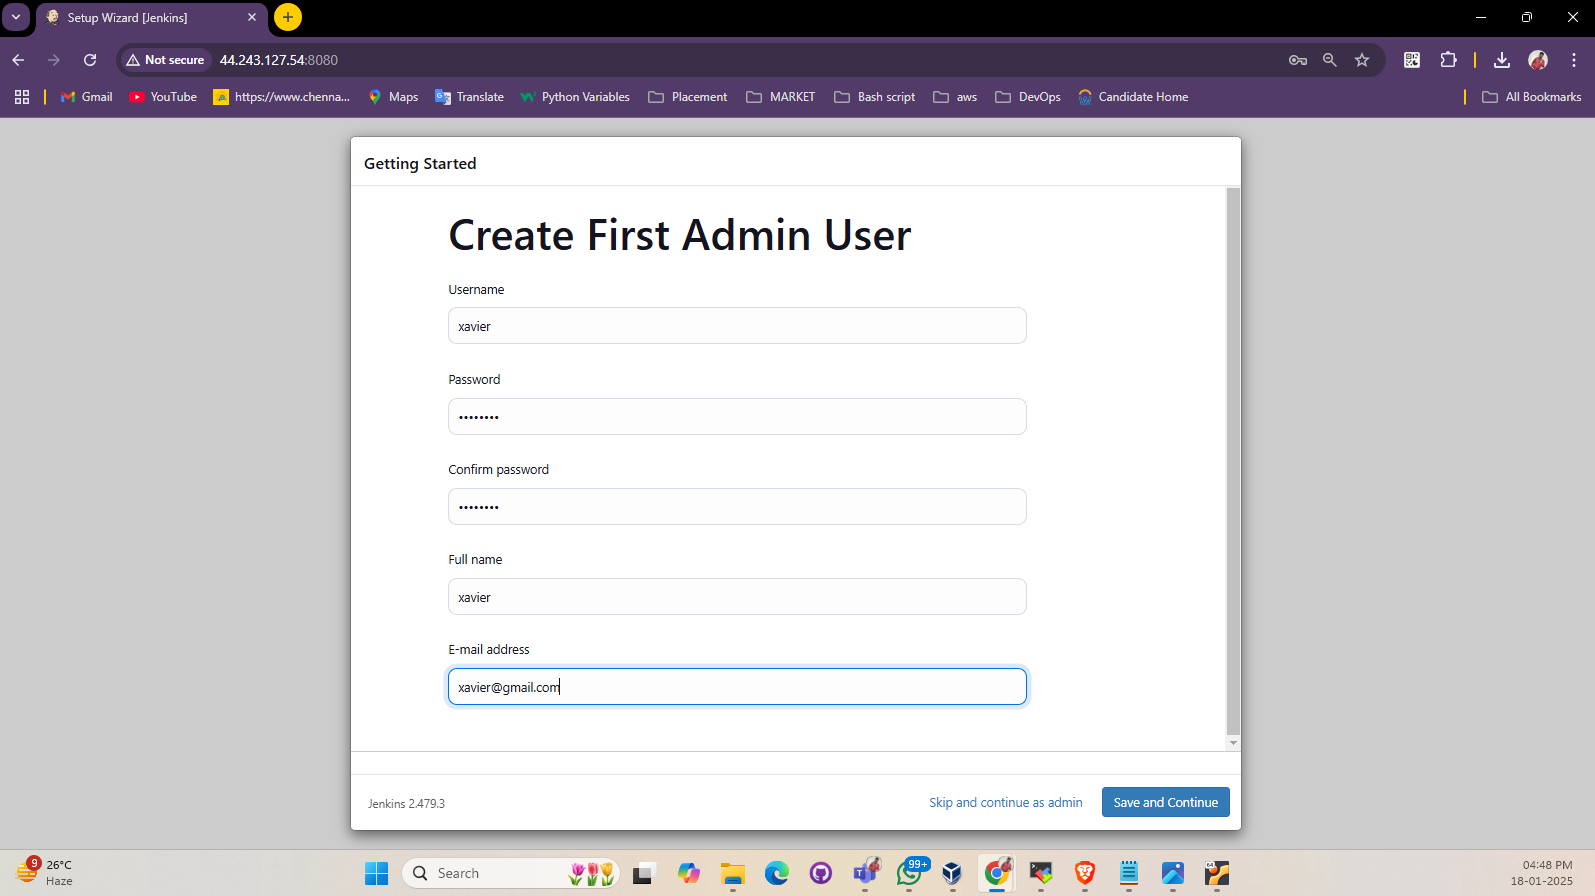 Setup Wizard [Jenkins]
Not secure
44.243.127.54:8080
Gmail
YouTube
https://www.chenna...
Maps
Translate
Python Variables
Placement
MARKET
Bash script
aws
DevOps
Candidate Home
All Bookmarks
Getting Started
Create First Admin User
Username
xavier
Password
••••••••
Confirm password
••••••••
Full name
xavier
E-mail address
xavier@gmail.com
Jenkins 2.479.3
Skip and continue as admin
Save and Continue
9
26°C
Haze
Search
99+
04:48 PM
18-01-2025